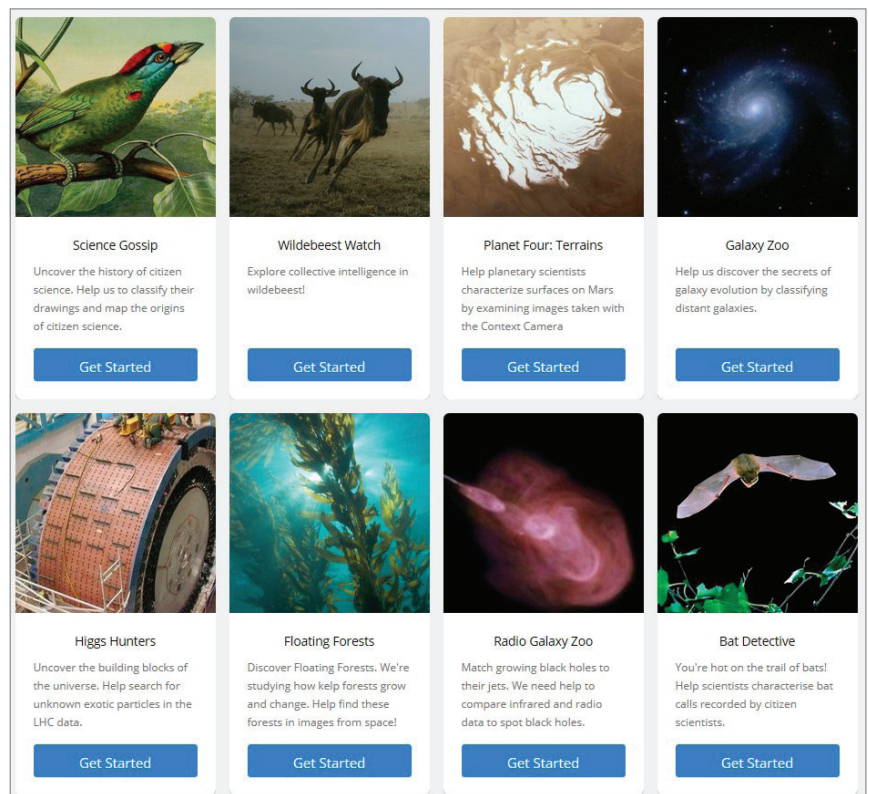 Science Gossip
Uncover the history of citizen
science. Help us to classify their
drawings and map the origins
of citizen science.
Get Started
Wildebeest Watch
Explore collective intelligence in
wildebeest!
Get Started
Planet Four: Terrains
Help planetary scientists
characterize surfaces on Mars
by examining images taken with
the Context Camera
Get Started
Galaxy Zoo
Help us discover the secrets of
galaxy evolution by classifying
distant galaxies.
Get Started
Higgs Hunters
Uncover the building blocks of
the universe. Help search for
unknown exotic particles in the
LHC data.
Get Started
Floating Forests
Discover Floating Forests. We're
studying how kelp forests grow
and change. Help find these
forests in images from space!
Get Started
Radio Galaxy Zoo
Match growing black holes to
their jets. We need help to
compare infrared and radio
data to spot black holes.
Get Started
Bat Detective
You're hot on the trail of bats!
Help scientists characterise bat
calls recorded by citizen
scientists.
Get Started